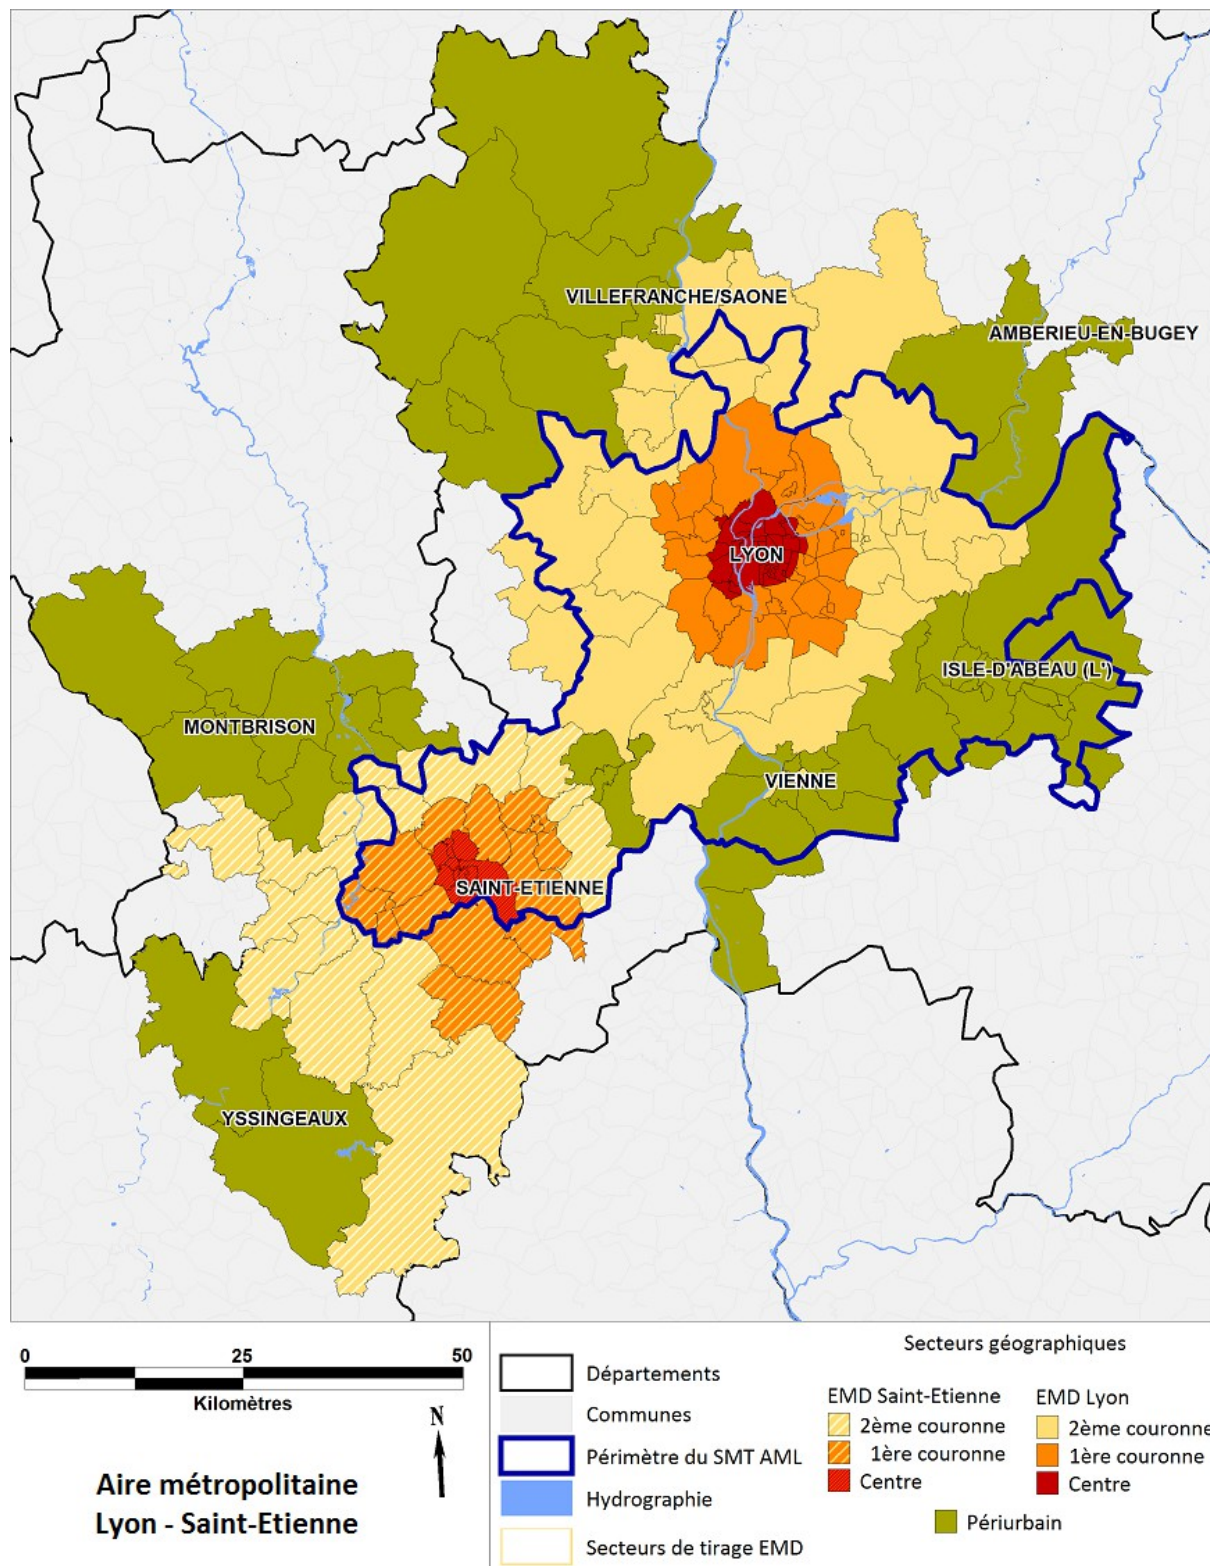 VILLEFRANCHE/SAONE
AMBERIEU-EN-BUGEY
LYON
ISLE-D'ABEAU (L')
MONTBRISON
VIENNE
SAINT-ETIENNE
YSSINGEAUX
0 25 50
Kilomètres
N
Aire métropolitaine
Lyon - Saint-Etienne
Départements
Communes
Périmètre du SMT AML
Hydrographie
Secteurs de tirage EMD
Secteurs géographiques
EMD Saint-Etienne
2ème couronne
1ère couronne
Centre
EMD Lyon
2ème couronne
1ère couronne
Centre
Périurbain